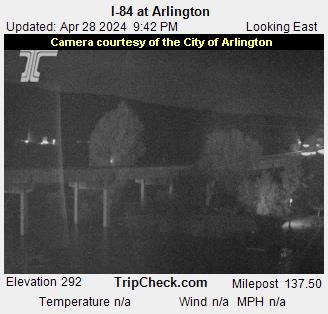 I-84 at Arlington
Updated: Apr 28 2024 9:42 PM Looking East
Camera courtesy of the City of Arlington
Elevation 292 TripCheck.com Milepost 137.50
Temperature n/a Wind n/a MPH n/a